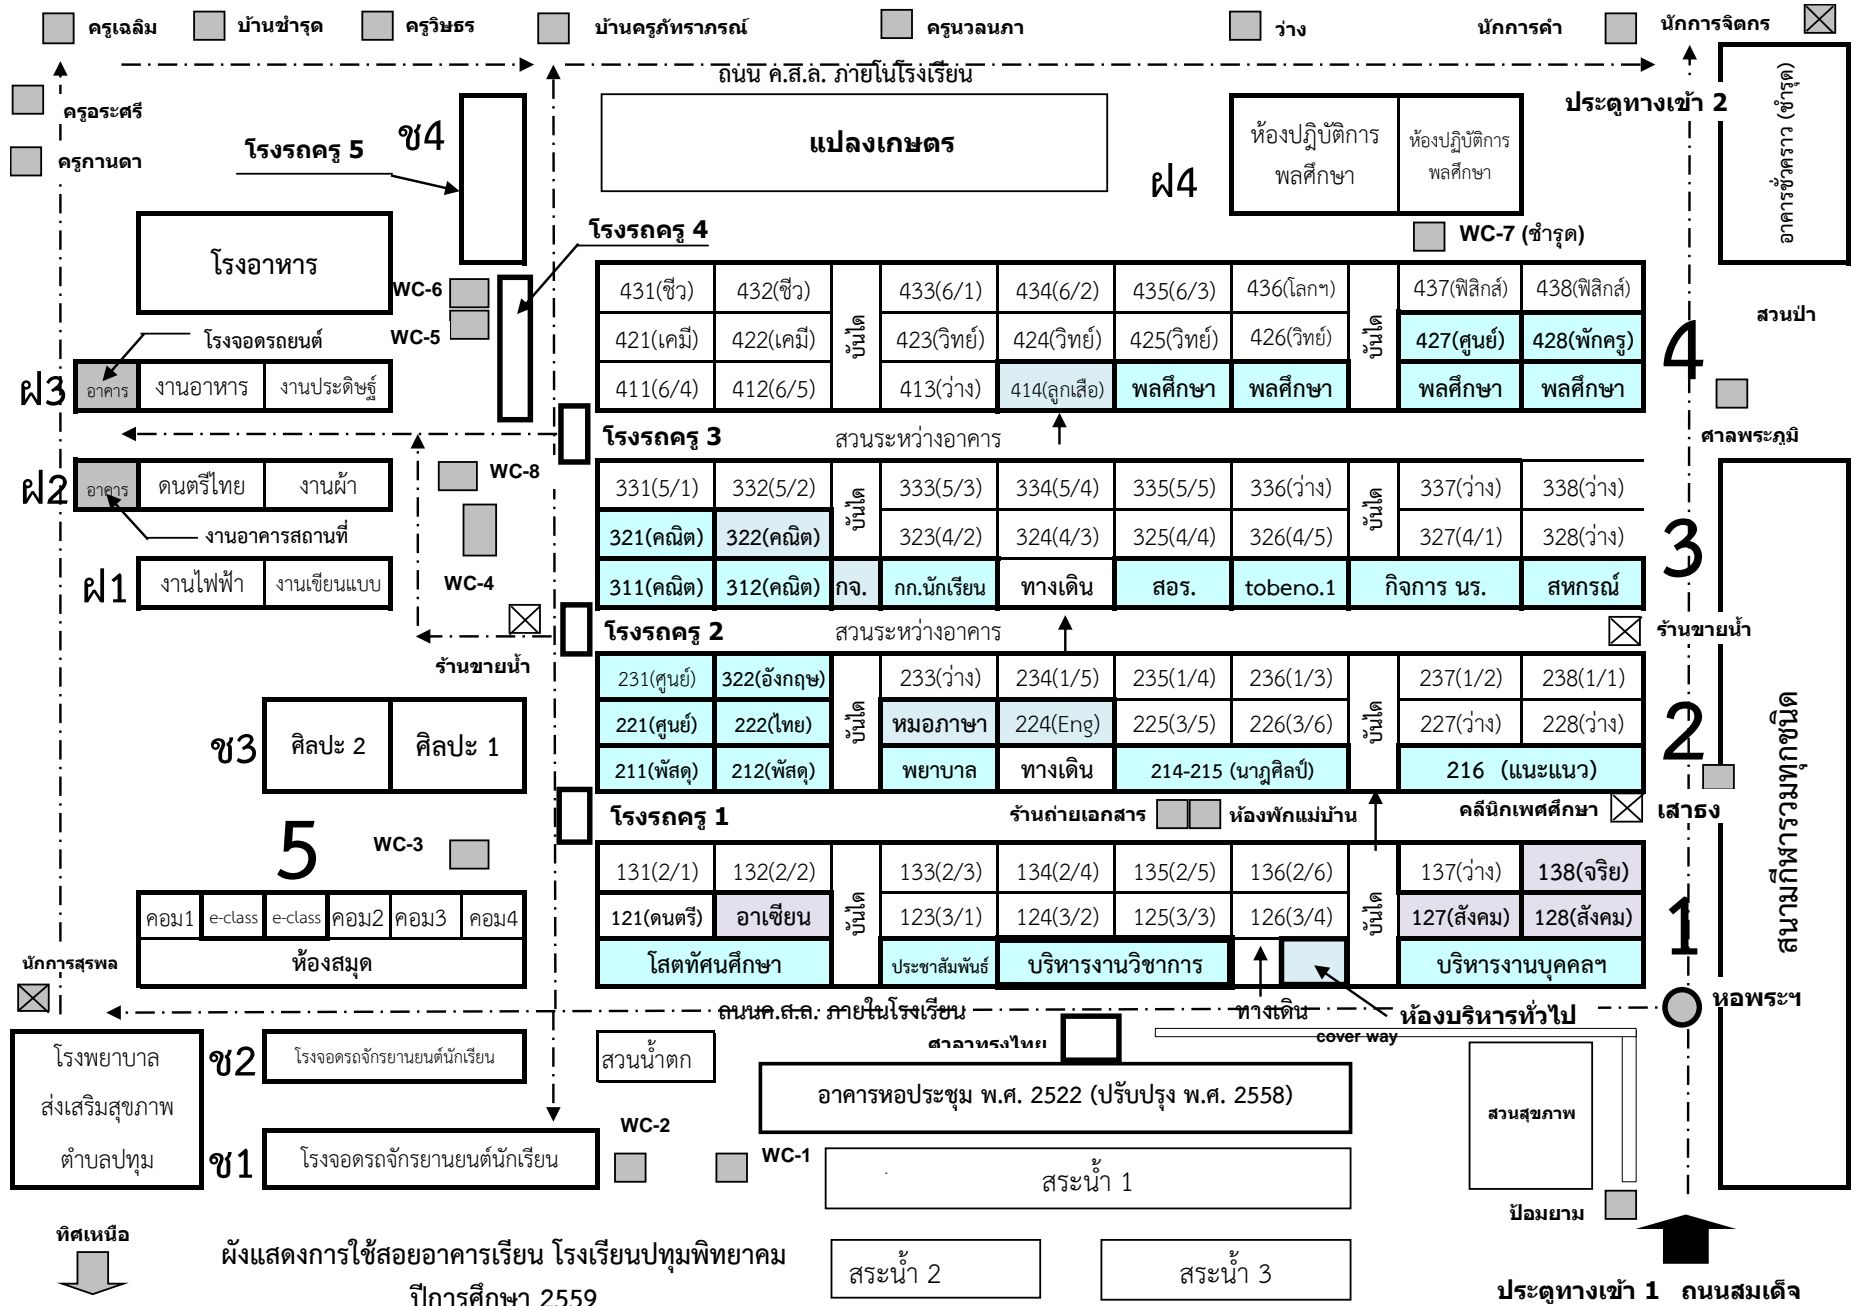 ครูเฉลิม
บ้านชำรุด
ครูวิษธร
บ้านครูภัทราภรณ์
ครูนวลนภา
ว่าง
นักการคำ
นักการจิตกร
ถนน ค.ส.ล. ภายโนโรงเรียน
ครูอระศรี
ครูกานดา
โรงรถครู 5
ช4
แปลงเกษตร
ฝ4
ห้องปฏิบัติการ
พลศึกษา
ห้องปฏิบัติการ
พลศึกษา
ประตูทางเข้า 2
อาคารชั่วคราว (ชำรุด)
โรงรถครู 4
WC-7 (ชำรุด)
โรงอาหาร
WC-6
WC-5
โรงจอดรถยนต์
ฝ3
อาคาร
งานอาหาร
งานประดิษฐ์
431(ชีว)
432(ชีว)
433(6/1)
434(6/2)
435(6/3)
436(โลกฯ)
437(ฟิสิกส์)
438(ฟิสิกส์)
421(เคมี)
422(เคมี)
บันได
423(วิทย์)
424(วิทย์)
425(วิทย์)
426(วิทย์)
บันได
427(ศูนย์)
428(พักครู)
411(6/4)
412(6/5)
413(ว่าง)
414(ลูกเสือ)
พลศึกษา
พลศึกษา
พลศึกษา
พลศึกษา
4
สวนป่า
ศาลพระภูมิ
โรงรถครู 3
สวนระหว่างอาคาร
ฝ2
อาคาร
ดนตรีไทย
งานผ้า
งานอาคารสถานที่
WC-8
ฝ1
งานไฟฟ้า
งานเขียนแบบ
WC-4
331(5/1)
332(5/2)
333(5/3)
334(5/4)
335(5/5)
336(ว่าง)
337(ว่าง)
338(ว่าง)
บันได
บันได
321(คณิต)
322(คณิต)
323(4/2)
324(4/3)
325(4/4)
326(4/5)
327(4/1)
328(ว่าง)
311(คณิต)
312(คณิต)
กจ.
กก.นักเรียน
ทางเดิน
สอร.
tobeno.1
กิจการ นร.
สหกรณ์
3
โรงรถครู 2
สวนระหว่างอาคาร
ร้านขายน้ำ
ร้านขายน้ำ
231(ศูนย์)
322(อังกฤษ)
233(ว่าง)
234(1/5)
235(1/4)
236(1/3)
237(1/2)
238(1/1)
221(ศูนย์)
222(ไทย)
บันได
หมอภาษา
224(Eng)
225(3/5)
226(3/6)
บันได
227(ว่าง)
228(ว่าง)
211(พัสดุ)
212(พัสดุ)
พยาบาล
ทางเดิน
214-215 (นาฎศิลป์)
216 (แนะแนว)
2
สนามกีฬารวมทุกชนิด
ช3
ศิลปะ 2
ศิลปะ 1
โรงรถครู 1
ร้านถ่ายเอกสาร
ห้องพักแม่บ้าน
คลีนิกเพศศึกษา
เสาธง
5
WC-3
131(2/1)
132(2/2)
133(2/3)
134(2/4)
135(2/5)
136(2/6)
137(ว่าง)
138(จริย)
121(ดนตรี)
อาเซียน
บันได
123(3/1)
124(3/2)
125(3/3)
126(3/4)
บันได
127(สังคม)
128(สังคม)
โสตทัศนศึกษา
ประชาสัมพันธ์
บริหารงานวิชาการ
บริหารงานบุคคลฯ
1
คอม1
e-class
e-class
คอม2
คอม3
คอม4
ห้องสมุด
นักการสุรพล
ถนนค.ส.ล. ภายในโรงเรียน
ทางเดิน
ห้องบริหารทั่วไป
หอพระฯ
cover way
ศาลาทรงไทย
โรงพยาบาล
ส่งเสริมสุขภาพ
ตำบลปทุม
ช2
โรงจอดรถจักรยานยนต์นักเรียน
สวนน้ำตก
อาคารหอประชุม พ.ศ. 2522 (ปรับปรุง พ.ศ. 2558)
สวนสุขภาพ
ช1
โรงจอดรถจักรยานยนต์นักเรียน
WC-2
WC-1
สระน้ำ 1
ป้อมยาม
ทิศเหนือ
ผังแสดงการใช้สอยอาคารเรียน โรงเรียนปทุมพิทยาคม
ปีการศึกษา 2559
สระน้ำ 2
สระน้ำ 3
ประตูทางเข้า 1 ถนนสมเด็จ